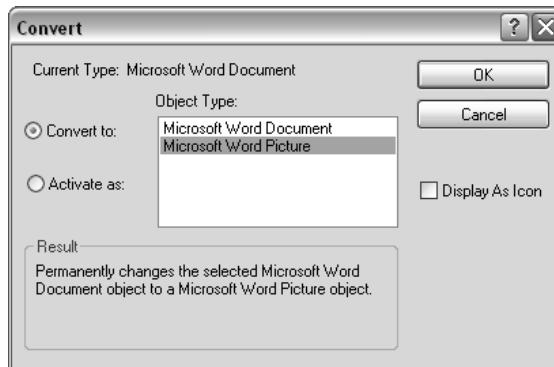 Convert
Current Type: Microsoft Word Document
Object Type:
Convert to:
Microsoft Word Document
Microsoft Word Picture
Activate as:
OK
Cancel
Display As Icon
Result
Permanently changes the selected Microsoft Word
Document object to a Microsoft Word Picture object.